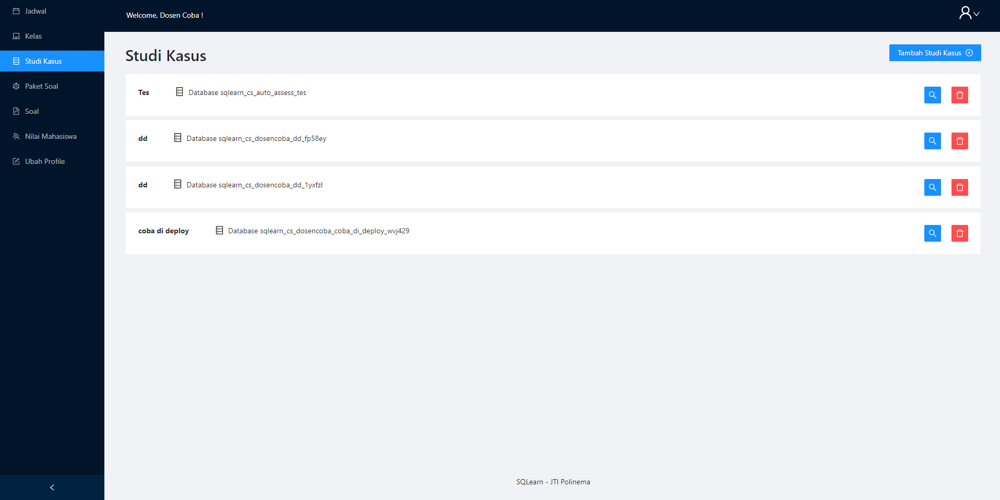 Jadwal
Kelas
Studi Kasus
Paket Soal
Soal
Nilai Mahasiswa
Ubah Profile
Welcome, Dosen Coba !
Studi Kasus
Tambah Studi Kasus
Tes Database sqlearn_cs_auto_assess_tes
dd Database sqlearn_cs_dosencoba_dd_fp58ey
dd Database sqlearn_cs_dosencoba_dd_1yxfzl
coba di deploy Database sqlearn_cs_dosencoba_coba_di_deploy_wvj429
SQLearn - JTI Polinema